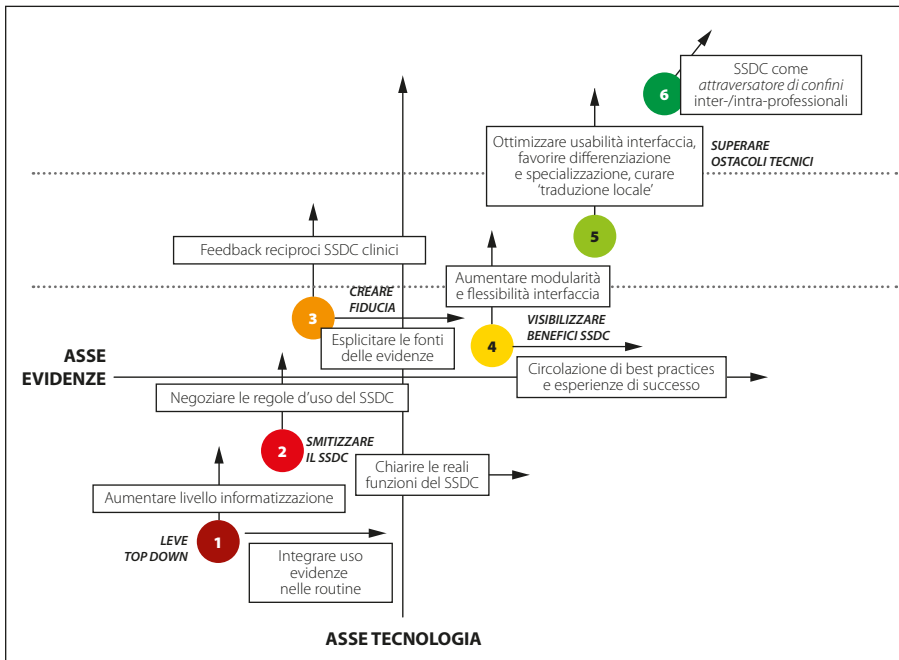 6
SSDC come
attraversatore di confini
inter-/intra-professionali
Ottimizzare usabilità interfaccia,
favorire differenziazione
e specializzazione, curare
‘traduzione locale’
SUPERARE
OSTACOLI TECNICI
5
Feedback reciproci SSDC clinici
Aumentare modularità
e flessibilità interfaccia
CREARE
FIDUCIA
3
Esplicitare le fonti
delle evidenze
4
VISIBILIZZARE
BENEFICI SSDC
ASSE
EVIDENZE
Circolazione di best practices
e esperienze di successo
Negoziare le regole d’uso del SSDC
2
SMITIZZARE
IL SSDC
Chiarire le reali
funzioni del SSDC
Aumentare livello informatizzazione
LEVE
TOP DOWN
1
Integrare uso
evidenze
nelle routine
ASSE TECNOLOGIA